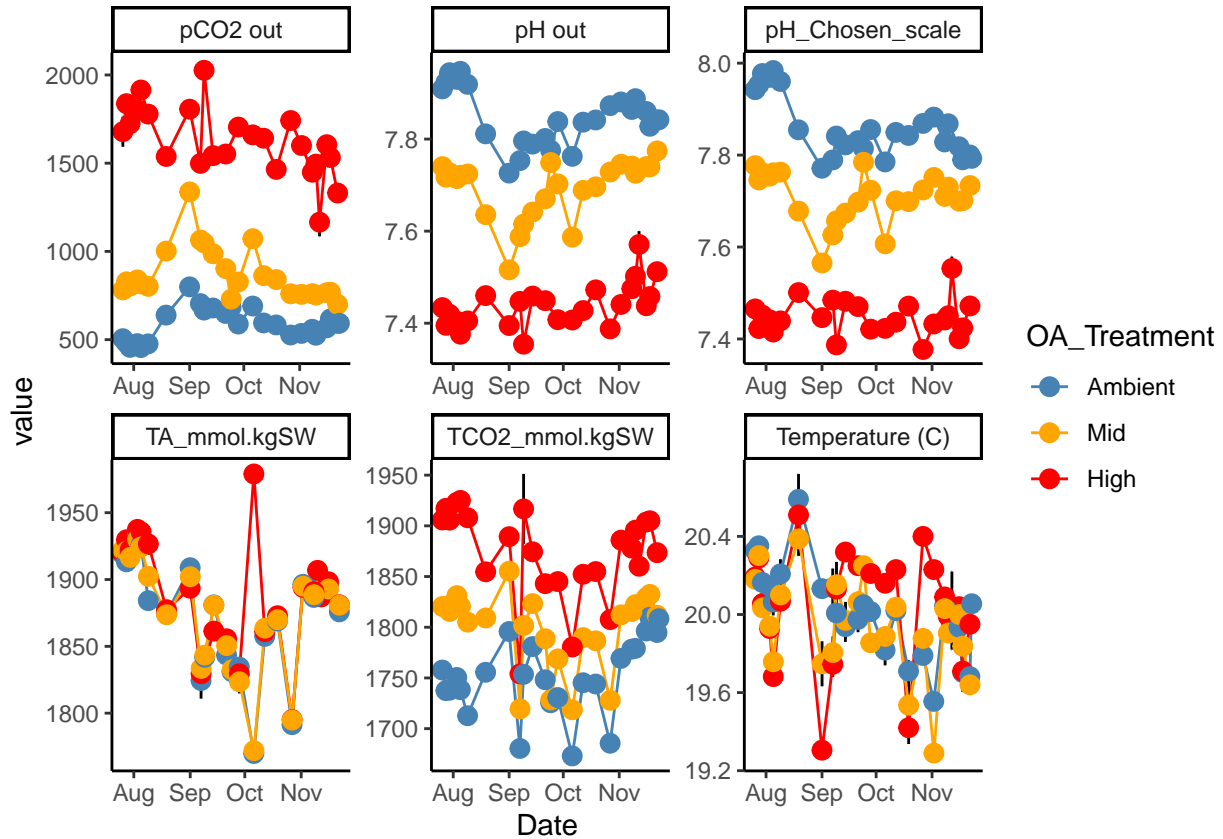 pCO2 out
pH out
pH_Chosen_scale
2000
1500
1000
500
7.8
7.6
7.4
8.0
7.8
7.6
7.4
Aug Sep Oct Nov
Aug Sep Oct Nov
Aug Sep Oct Nov
value
TA_mmol.kgSW
TCO2_mmol.kgSW
Temperature (C)
1950
1900
1850
1800
1950
1900
1850
1800
1750
1700
20.4
20.0
19.6
19.2
Aug Sep Oct Nov
Aug Sep Oct Nov
Aug Sep Oct Nov
Date
OA_Treatment
Ambient
Mid
High